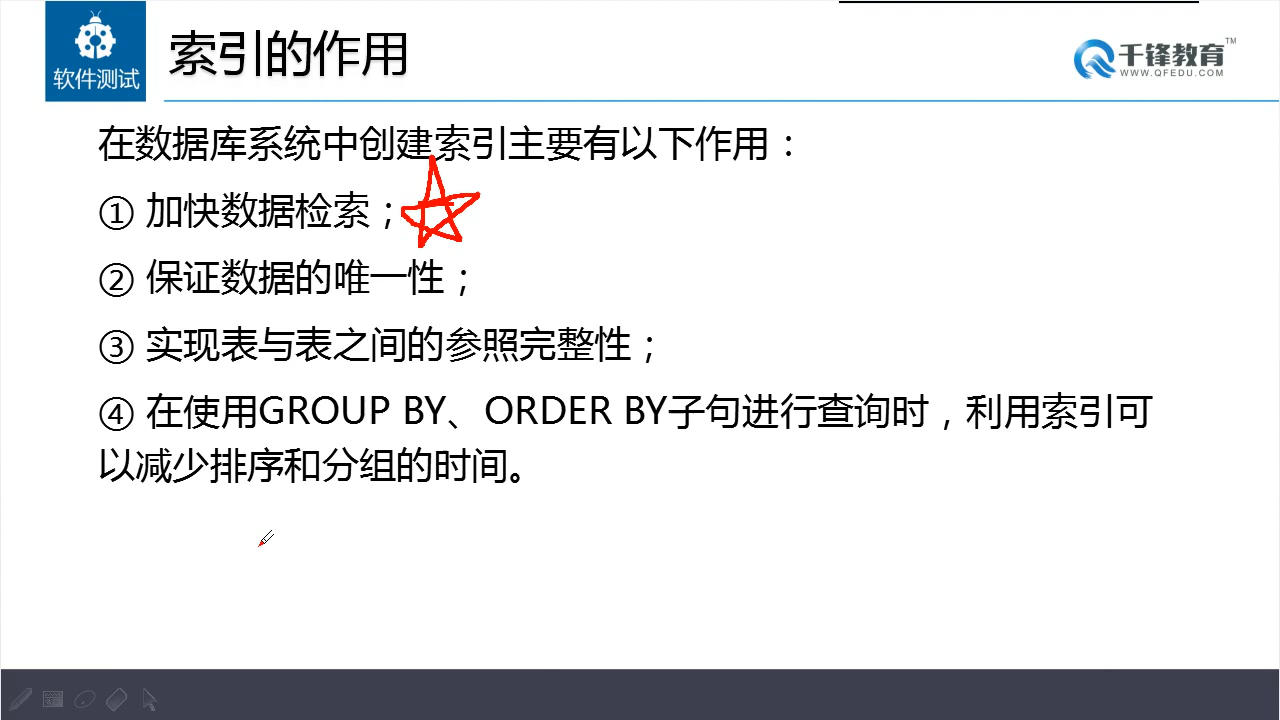 软件测试
索引的作用
千锋教育™
WWW.QFEDU.COM
在数据库系统中创建索引主要有以下作用：
① 加快数据检索；
② 保证数据的唯一性；
③ 实现表与表之间的参照完整性；
④ 在使用GROUP BY、ORDER BY子句进行查询时，利用索引可
以减少排序和分组的时间。